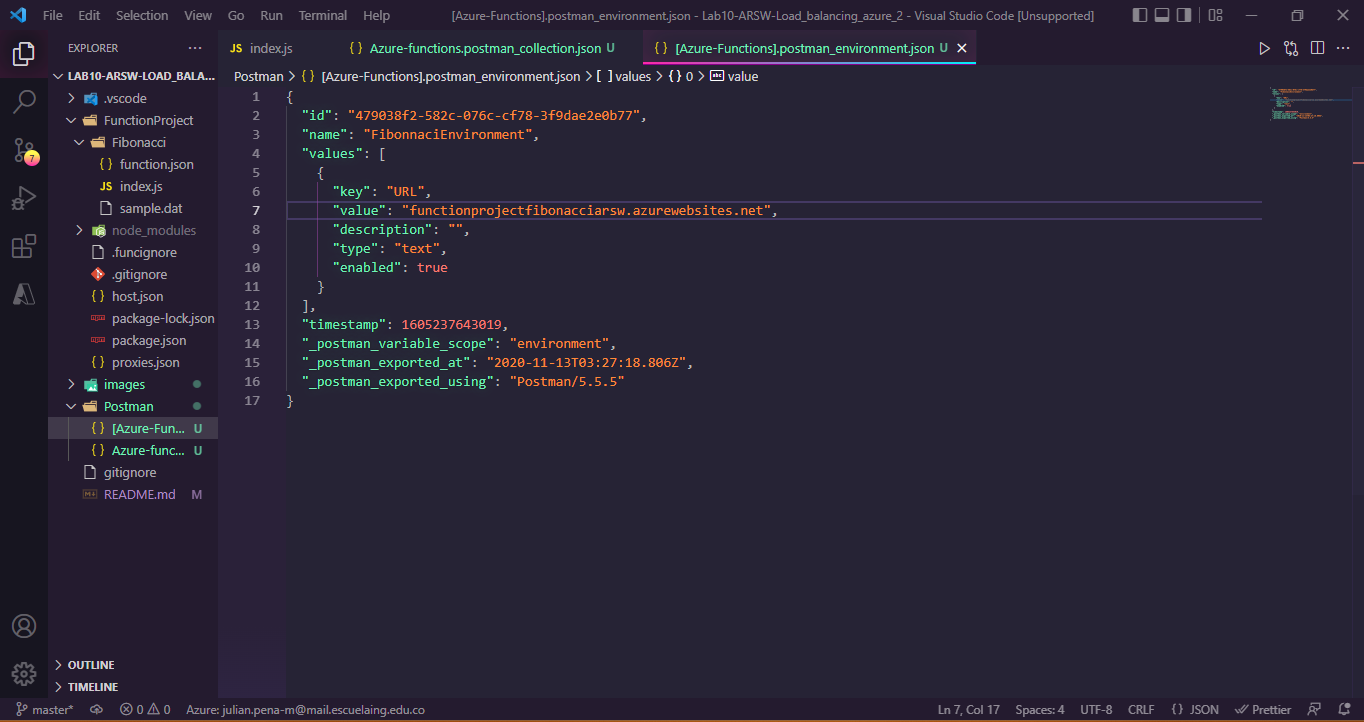 File Edit Selection View Go Run Terminal Help [Azure-Functions].postman_environment.json - Lab10-ARSW-Load_balancing_azure_2 - Visual Studio Code [Unsupported]
EXPLORER ···
JS index.js { } Azure-functions.postman_collection.json U { } [Azure-Functions].postman_environment.json U
Postman > { } [Azure-Functions].postman_environment.json > [ ] values > { } 0 > abc value
LAB10-ARSW-LOAD_BALA...
.vscode
FunctionProject
Fibonacci
{ } function.json
JS index.js
sample.dat
node_modules
.funcignore
.gitignore
{ } host.json
package-lock.json
package.json
{ } proxies.json
images
Postman
{ } [Azure-Fun... U
{ } Azure-func... U
gitignore
README.md M
OUTLINE
TIMELINE
7
1 {
2 "id": "479038f2-582c-076c-cf78-3f9dae2e0b77",
3 "name": "FibonnaciEnvironment",
4 "values": [
5 {
6 "key": "URL",
7 "value": "functionprojectfibonacciarsw.azurewebsites.net",
8 "description": "",
9 "type": "text",
10 "enabled": true
11 }
12 ],
13 "timestamp": 1605237643019,
14 "_postman_variable_scope": "environment",
15 "_postman_exported_at": "2020-11-13T03:27:18.806Z",
16 "_postman_exported_using": "Postman/5.5.5"
17 }
master* 0 0 Azure: julian.pena-m@mail.escuelaing.edu.co Ln 7, Col 17 Spaces: 4 UTF-8 CRLF { } JSON Prettier